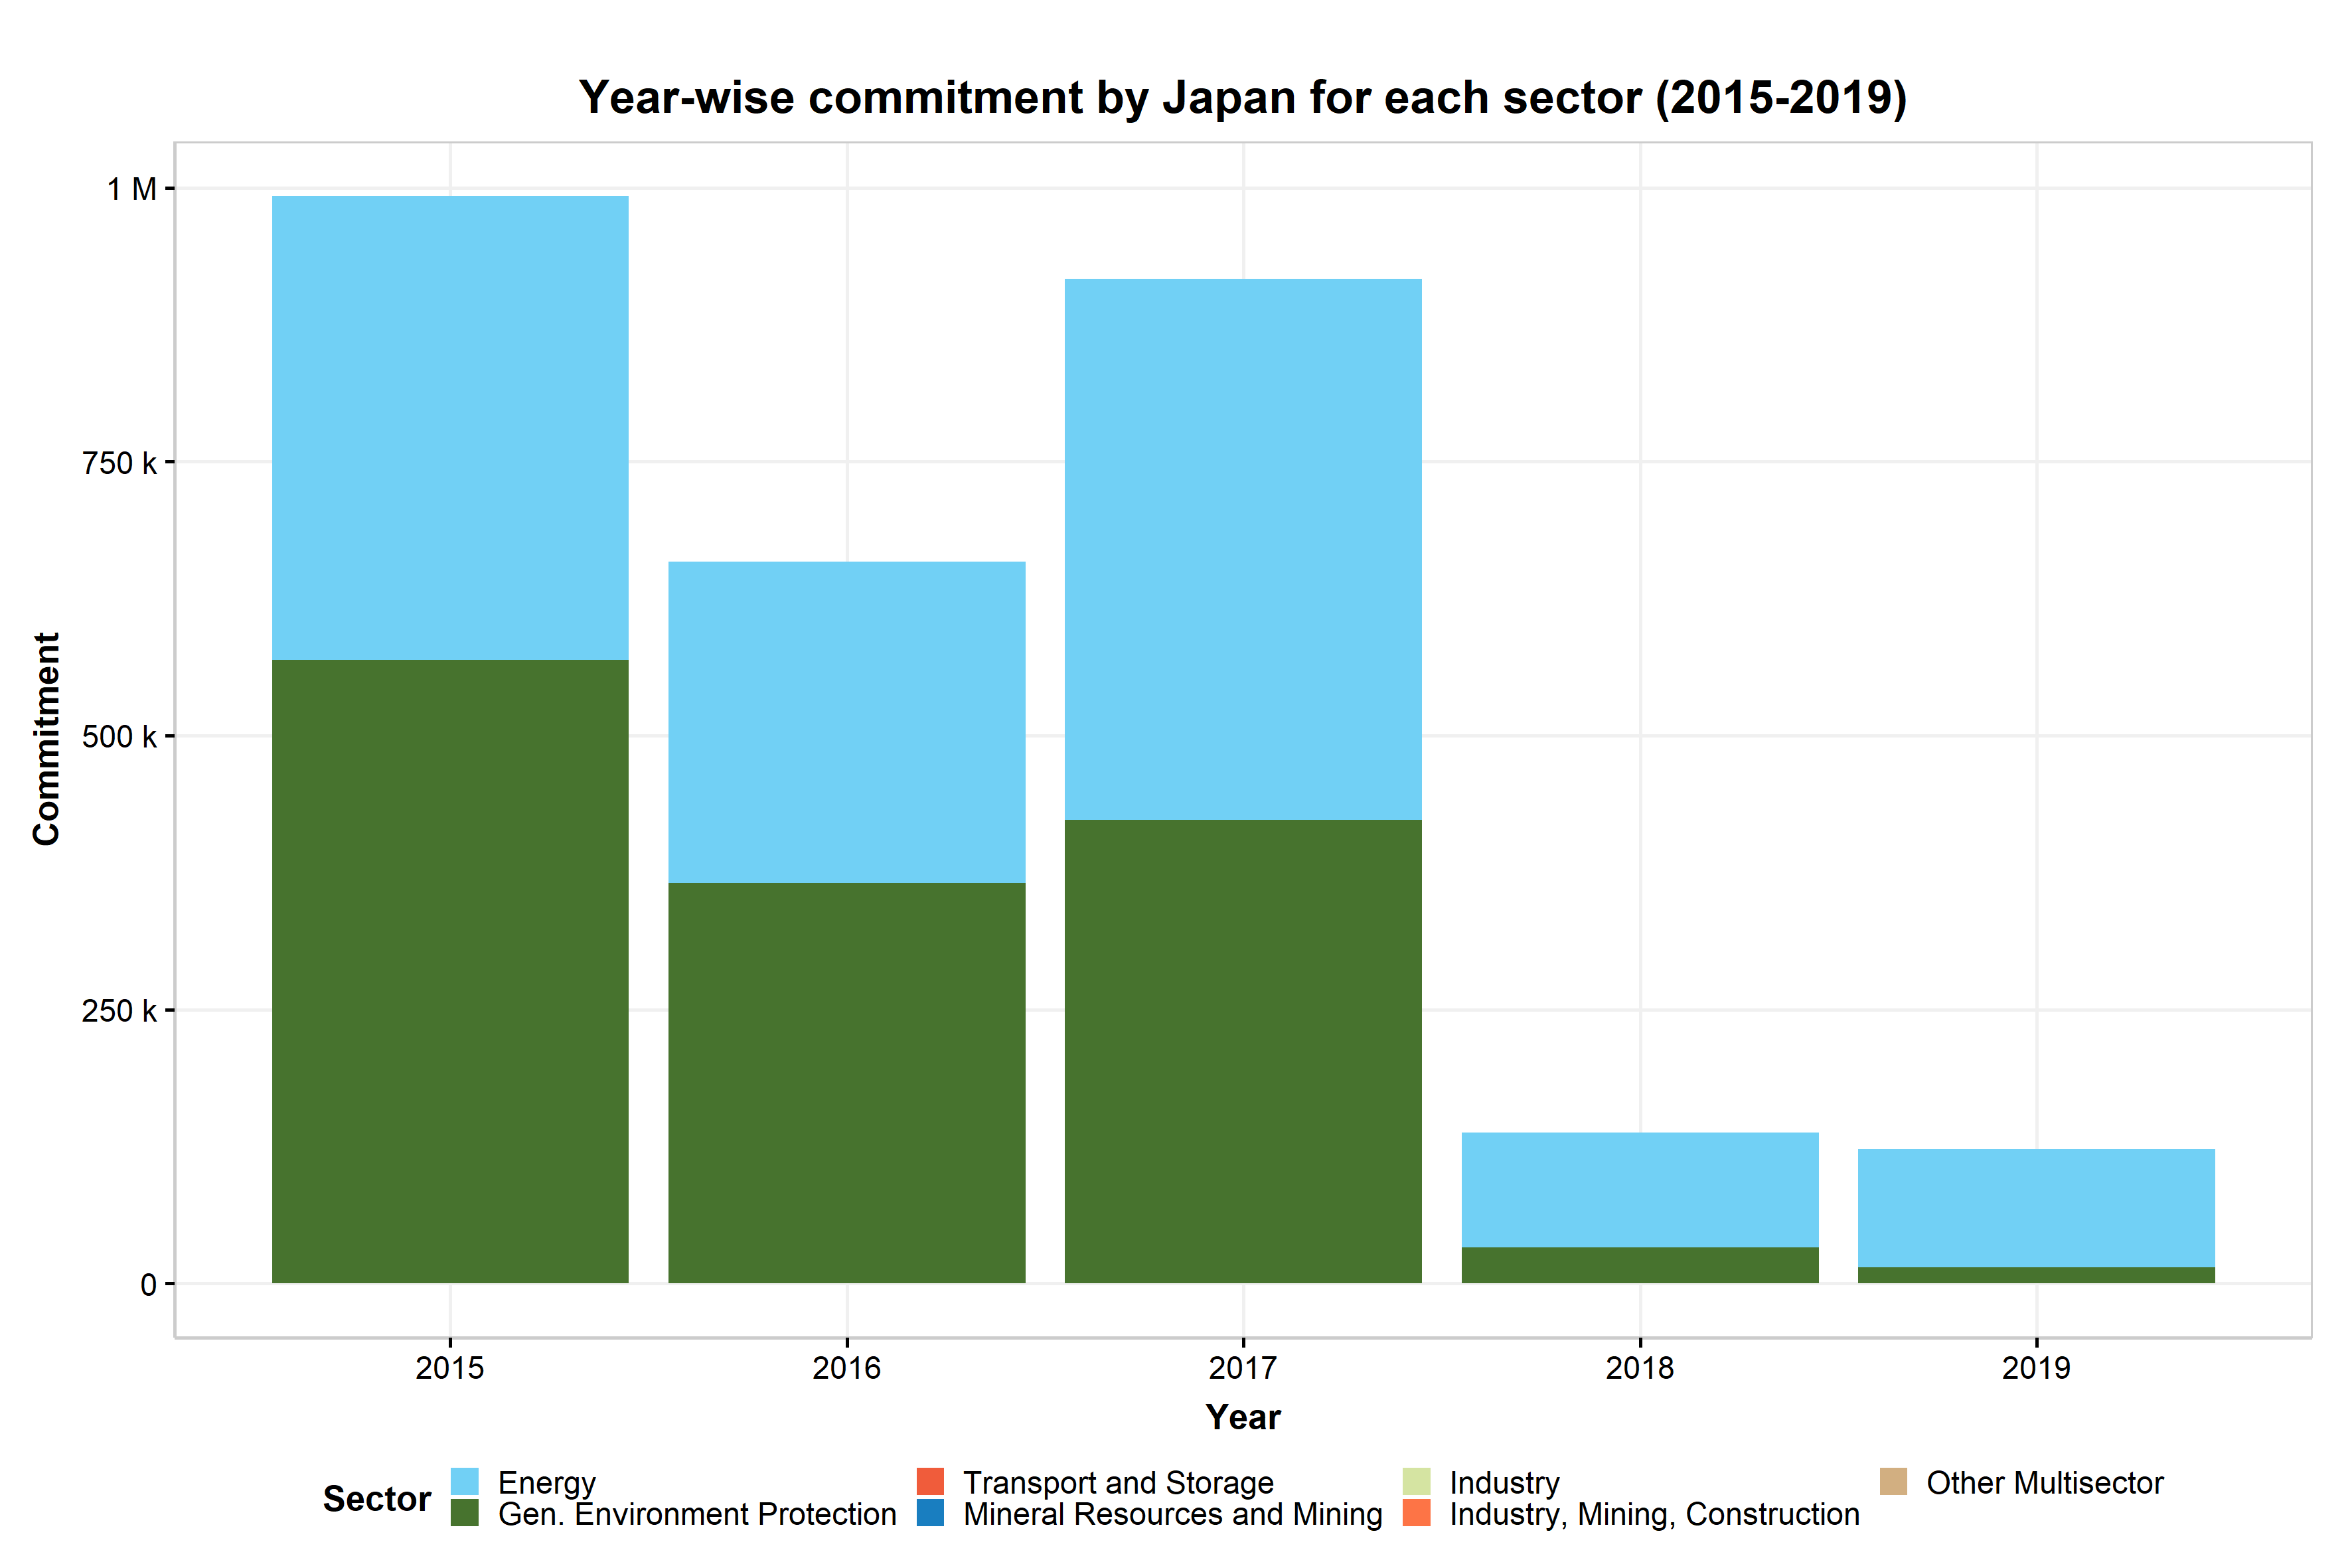 Year-wise commitment by Japan for each sector (2015-2019)
1 M
750 k
500 k
250 k
0
Commitment
2015 2016 2017 2018 2019
Year
Sector
Energy Transport and Storage Industry Other Multisector
Gen. Environment Protection Mineral Resources and Mining Industry, Mining, Construction